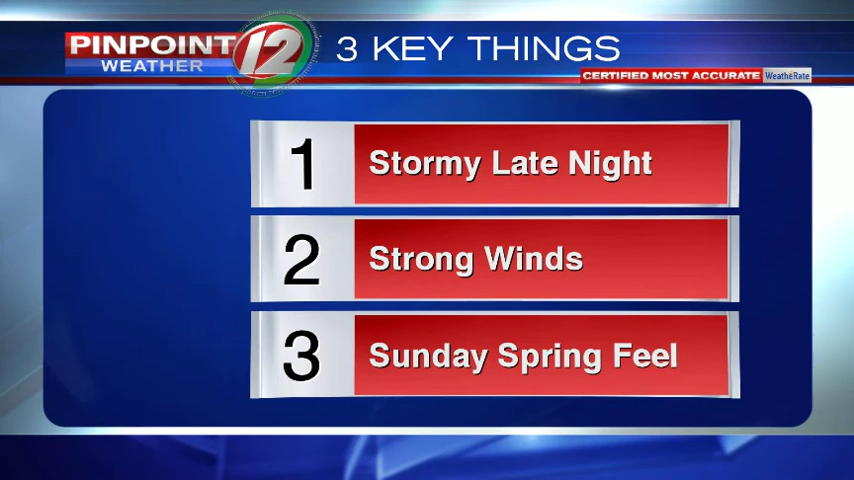 PINPOINT 12
WEATHER
3 KEY THINGS
CERTIFIED MOST ACCURATE WeatheRate
1 Stormy Late Night
2 Strong Winds
3 Sunday Spring Feel